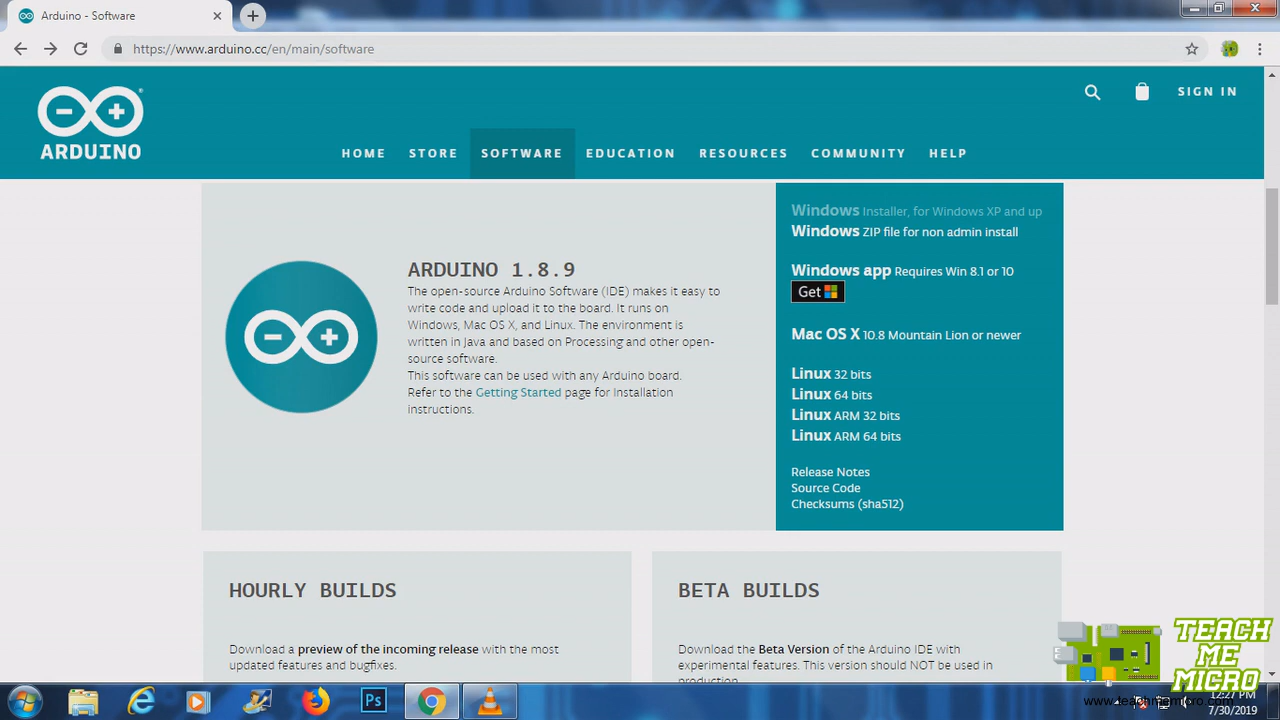 Arduino - Software
https://www.arduino.cc/en/main/software
ARDUINO
SIGN IN
HOME STORE SOFTWARE EDUCATION RESOURCES COMMUNITY HELP
ARDUINO 1.8.9
The open-source Arduino Software (IDE) makes it easy to
write code and upload it to the board. It runs on
Windows, Mac OS X, and Linux. The environment is
written in Java and based on Processing and other open-
source software.
This software can be used with any Arduino board.
Refer to the Getting Started page for Installation
instructions.
Windows Installer, for Windows XP and up
Windows ZIP file for non admin install
Windows app Requires Win 8.1 or 10
Get
Mac OS X 10.8 Mountain Lion or newer
Linux 32 bits
Linux 64 bits
Linux ARM 32 bits
Linux ARM 64 bits
Release Notes
Source Code
Checksums (sha512)
HOURLY BUILDS
Download a preview of the incoming release with the most
updated features and bugfixes.
BETA BUILDS
Download the Beta Version of the Arduino IDE with
experimental features. This version should NOT be used in
production.
TEACH
ME
MICRO
www.teachmemicro.com
Ps
12:27 PM
7/30/2019